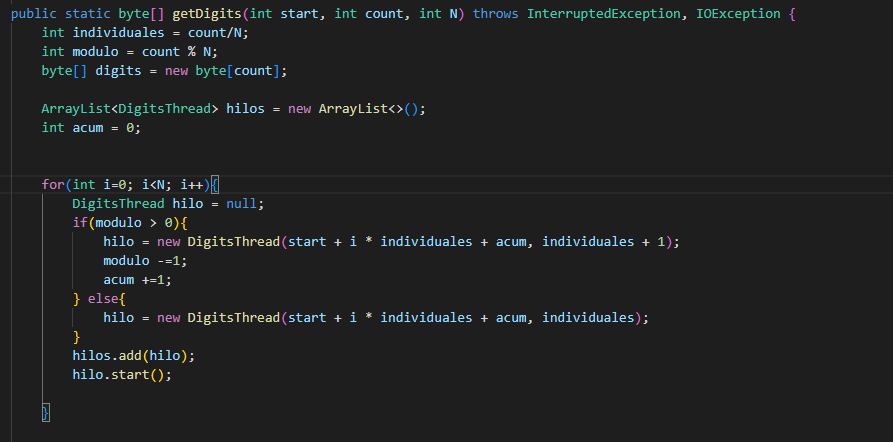 public static byte[] getDigits(int start, int count, int N) throws InterruptedException, IOException {
int individuales = count/N;
int modulo = count % N;
byte[] digits = new byte[count];
ArrayList<DigitsThread> hilos = new ArrayList<>();
int acum = 0;
for(int i=0; i<N; i++){
DigitsThread hilo = null;
if(modulo > 0){
hilo = new DigitsThread(start + i * individuales + acum, individuales + 1);
modulo -=1;
acum +=1;
} else{
hilo = new DigitsThread(start + i * individuales + acum, individuales);
}
hilos.add(hilo);
hilo.start();
}